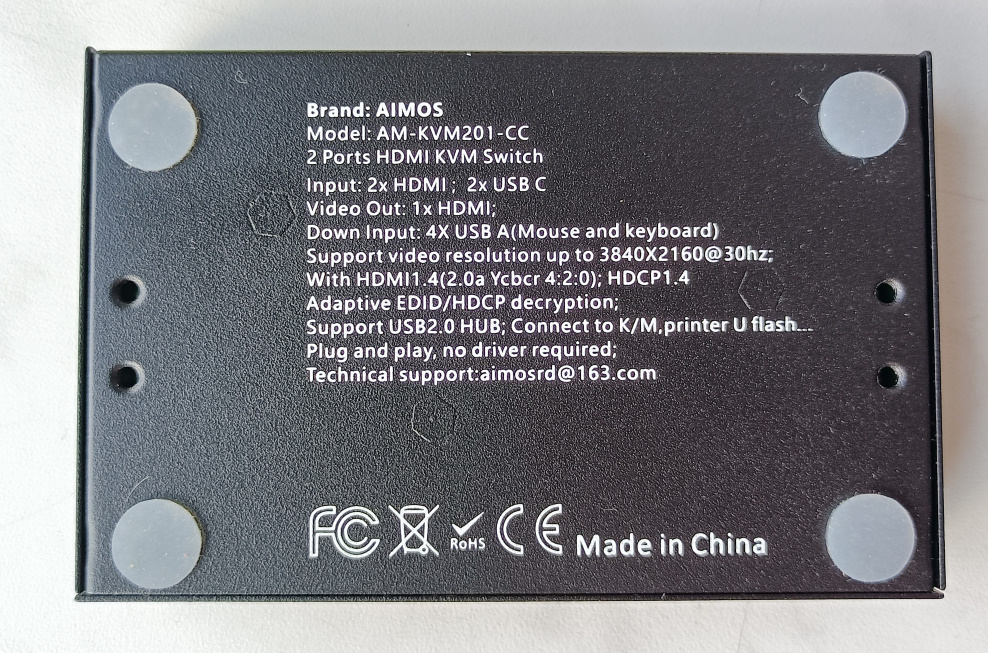 Brand: AIMOS
Model: AM-KVM201-CC
2 Ports HDMI KVM Switch
Input: 2x HDMI ; 2x USB C
Video Out: 1x HDMI;
Down Input: 4X USB A(Mouse and keyboard)
Support video resolution up to 3840X2160@30hz;
With HDMI1.4(2.0a Ycbcr 4:2:0); HDCP1.4
Adaptive EDID/HDCP decryption;
Support USB2.0 HUB; Connect to K/M,printer U flash...
Plug and play, no driver required;
Technical support:aimosrd@163.com
FC RoHS CE Made in China